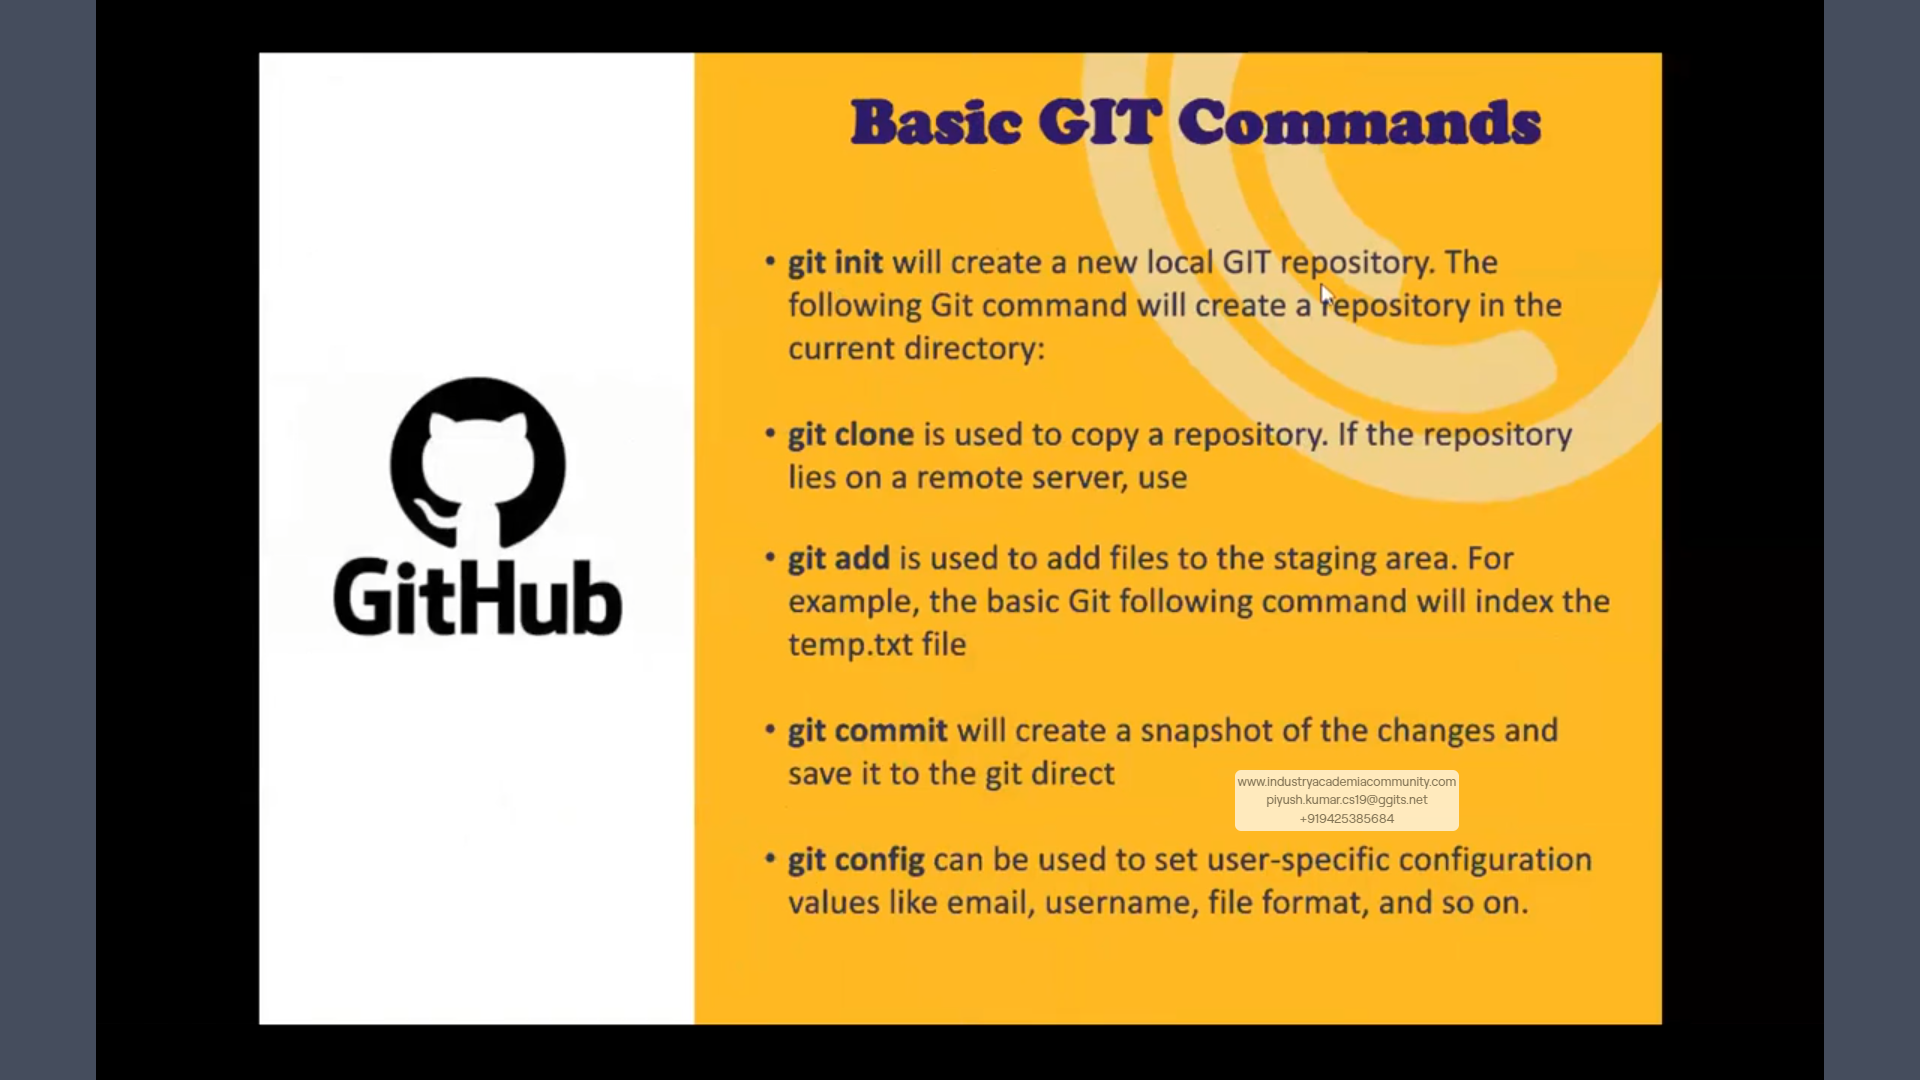 Basic GIT Commands
• git init will create a new local GIT repository. The
following Git command will create a repository in the
current directory:
• git clone is used to copy a repository. If the repository
lies on a remote server, use
• git add is used to add files to the staging area. For
example, the basic Git following command will index the
temp.txt file
• git commit will create a snapshot of the changes and
save it to the git direct
www.industryacademiacommunity.com
piyush.kumar.cs19@ggits.net
+919425385684
• git config can be used to set user-specific configuration
values like email, username, file format, and so on.
GitHub